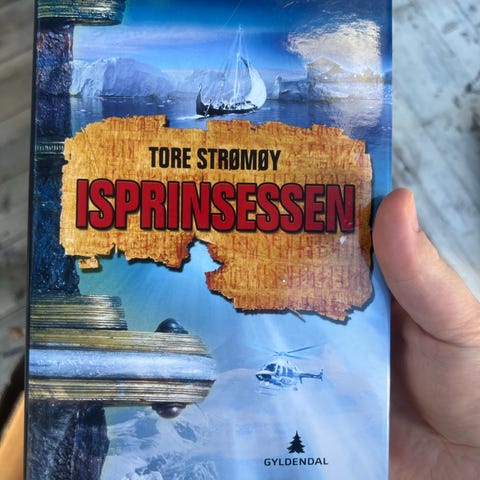 TORE STRØMØY
ISPRINSESSEN
GYLDENDAL